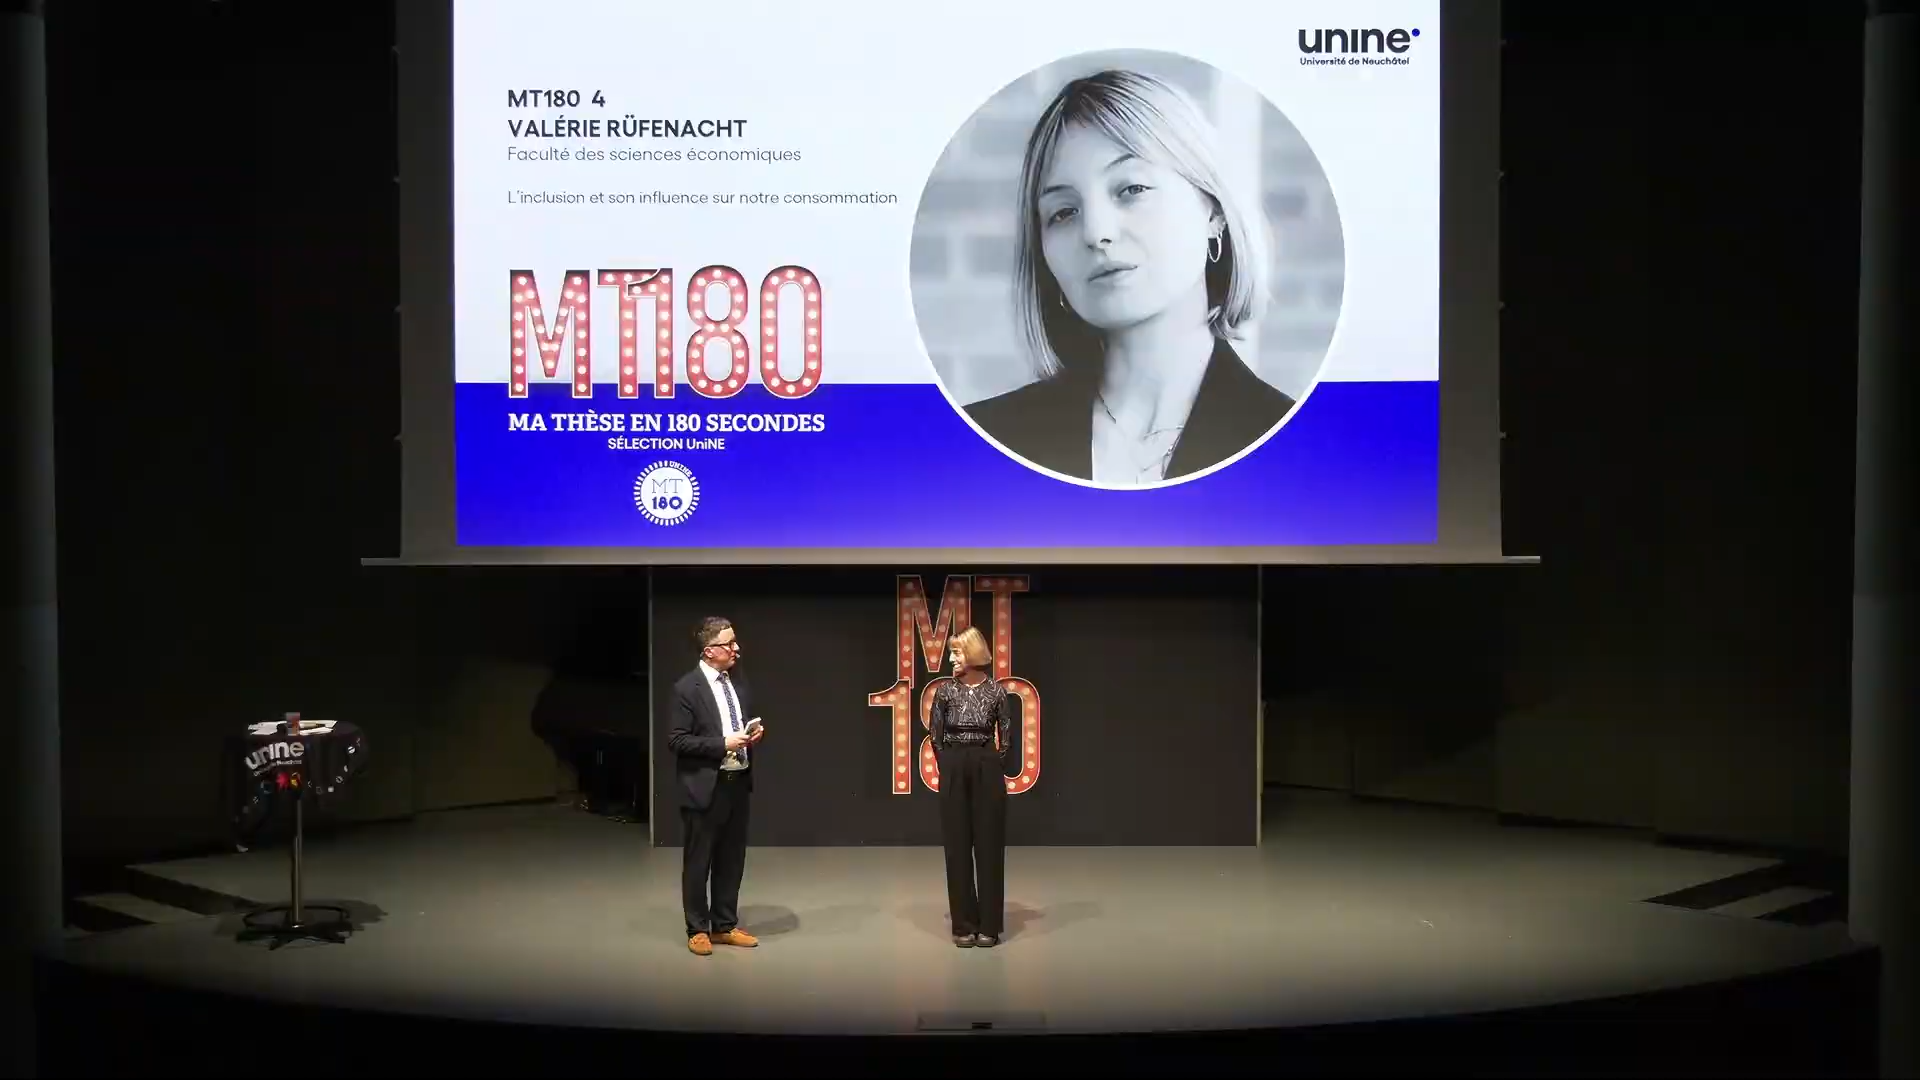 unine
Université de Neuchâtel
MT180 4
VALÉRIE RÜFENACHT
Faculté des sciences économiques
L'inclusion et son influence sur notre consommation
MT180
MA THÈSE EN 180 SECONDES
SÉLECTION UniNE
UNINE
MT
180
MT
180
unine